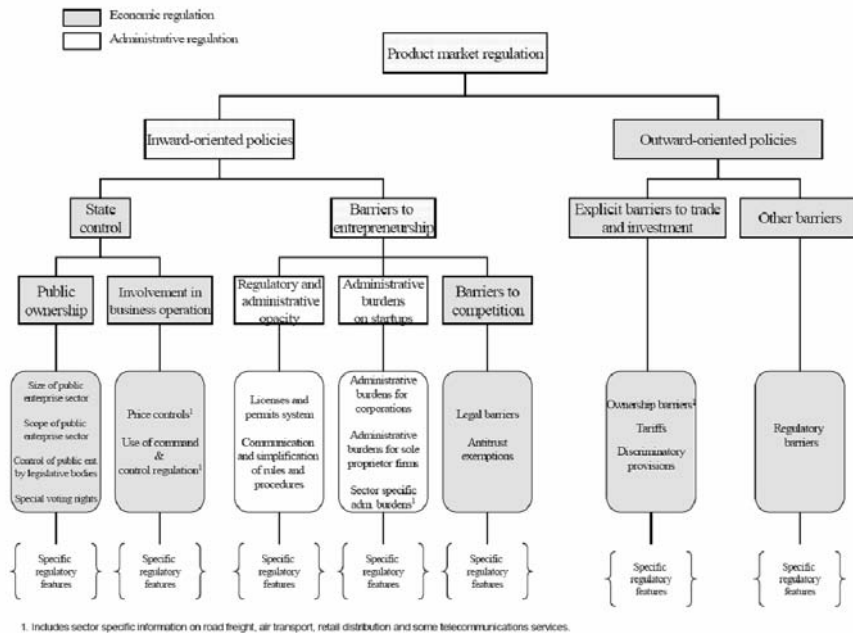 Economic regulation
Administrative regulation
Product market regulation
Inward-oriented policies
Outward-oriented policies
State
control
Barriers to
entrepreneurship
Explicit barriers to trade
and investment
Other barriers
Public
ownership
Involvement in
business operation
Regulatory and
administrative
opacity
Administrative
burdens
on startups
Barriers to
competition
Size of public
enterprise sector
Scope of public
enterprise sector
Control of public ent.
by legislative bodies
Special voting rights
Price controls¹
Use of command
&
control regulation¹
Licenses and
permits system
Communication
and simplification
of rules and
procedures
Administrative
burdens for
corporations
Administrative
burdens for sole
proprietor firms
Sector specific
adm. burdens¹
Legal barriers
Antitrust
exemptions
Ownership barriers¹
Tariffs
Discriminatory
provisions
Regulatory
barriers
Specific
regulatory
features
Specific
regulatory
features
Specific
regulatory
features
Specific
regulatory
features
Specific
regulatory
features
Specific
regulatory
features
Specific
regulatory
features
1. Includes sector specific information on road freight, air transport, retail distribution and some telecommunications services.